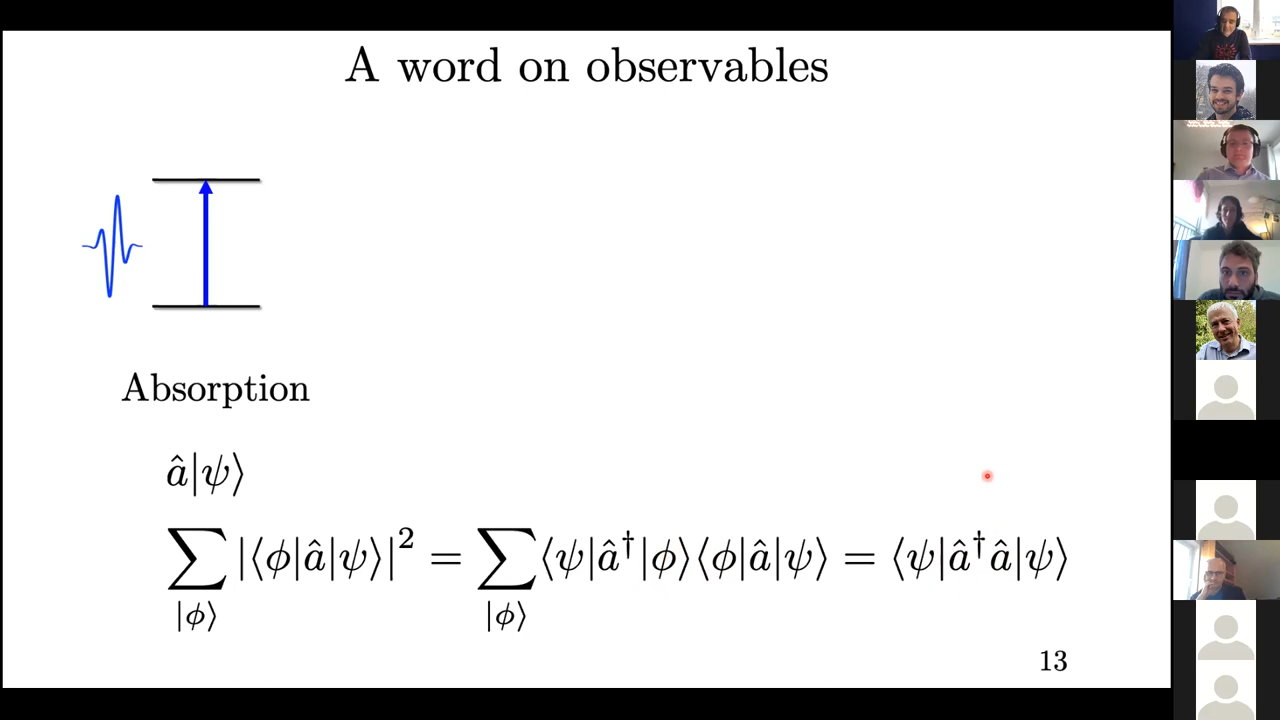 A word on observables
Absorption
â|ψ⟩
∑_{|ϕ⟩} |⟨ϕ|â|ψ⟩|² = ∑_{|ϕ⟩} ⟨ψ|â†|ϕ⟩⟨ϕ|â|ψ⟩ = ⟨ψ|â†â|ψ⟩
13